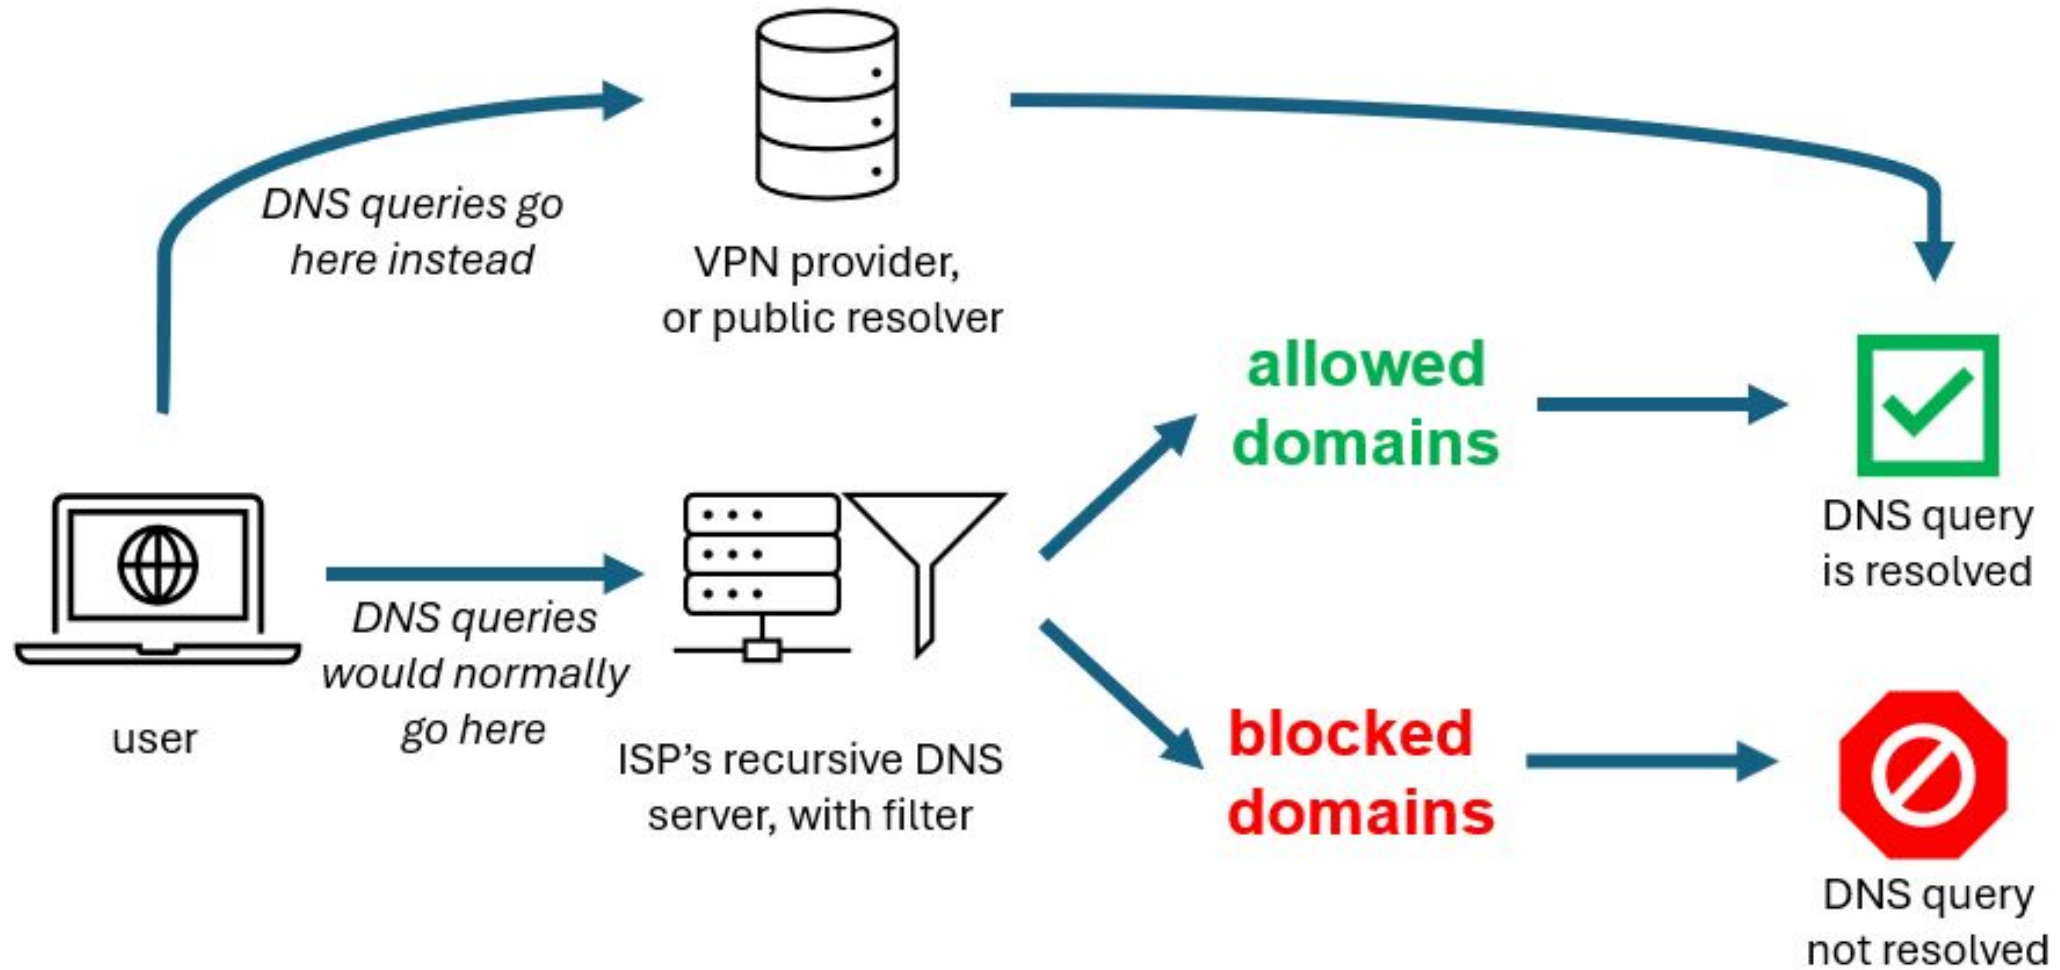 DNS queries go
here instead
VPN provider,
or public resolver
allowed
domains
DNS query
is resolved
user
DNS queries
would normally
go here
ISP’s recursive DNS
server, with filter
blocked
domains
DNS query
not resolved